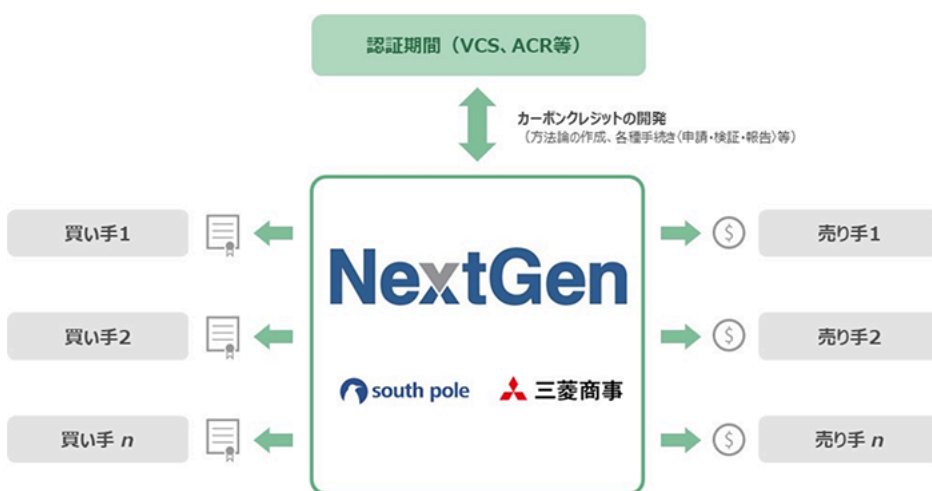 認証期間（VCS、ACR等）
カーボンクレジットの開発
（方法論の作成、各種手続き〈申請・検証・報告〉等）
買い手1
$
売り手1
NextGen
買い手2
$
売り手2
south pole
三菱商事
買い手 n
$
売り手 n